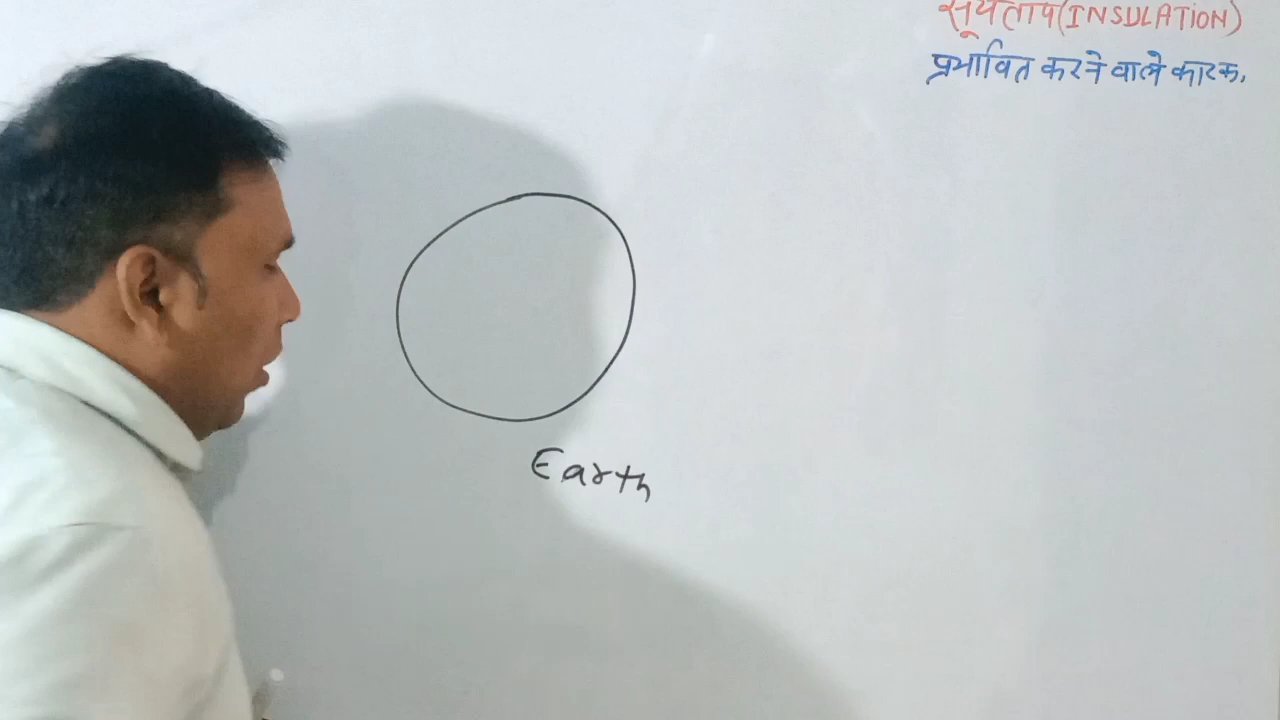 सूर्यताप(INSULATION)
प्रभावित करने वाले कारक,
Earth